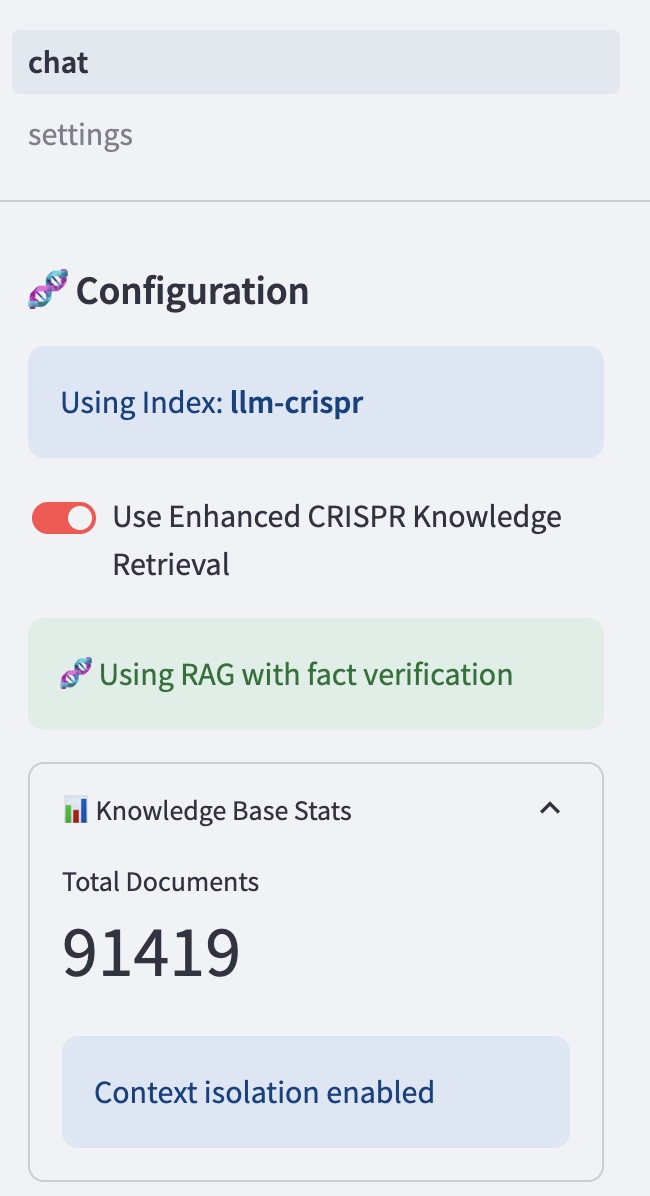 chat
settings
🧬 Configuration
Using Index: llm-crispr
Use Enhanced CRISPR Knowledge
Retrieval
🧬 Using RAG with fact verification
📊 Knowledge Base Stats
Total Documents
91419
Context isolation enabled